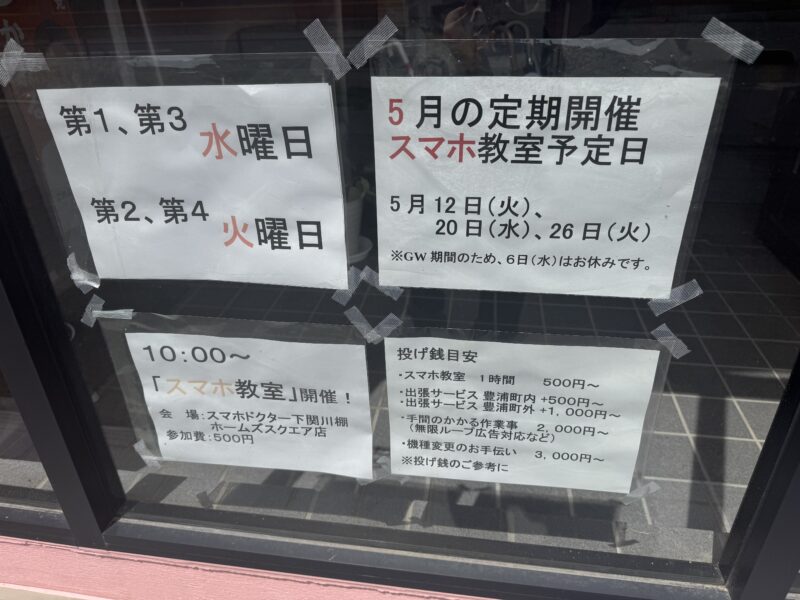 第1、第3
水曜日
第2、第4
火曜日
5月の定期開催
スマホ教室予定日
5月12日(火)、
20日(水)、26日(火)
※GW期間のため、6日(水)はお休みです。
10:00~
「スマホ教室」開催!
会 場:スマホドクター下関川棚
ホームズスクエア店
参加費:500円
投げ銭目安
・スマホ教室 1時間 500円~
・出張サービス 豊浦町内 +500円~
・出張サービス 豊浦町外 +1,000円~
・手間のかかる作業事 2,000円~
(無限ループ広告対応など)
・機種変更のお手伝い 3,000円~
※投げ銭のご参考に